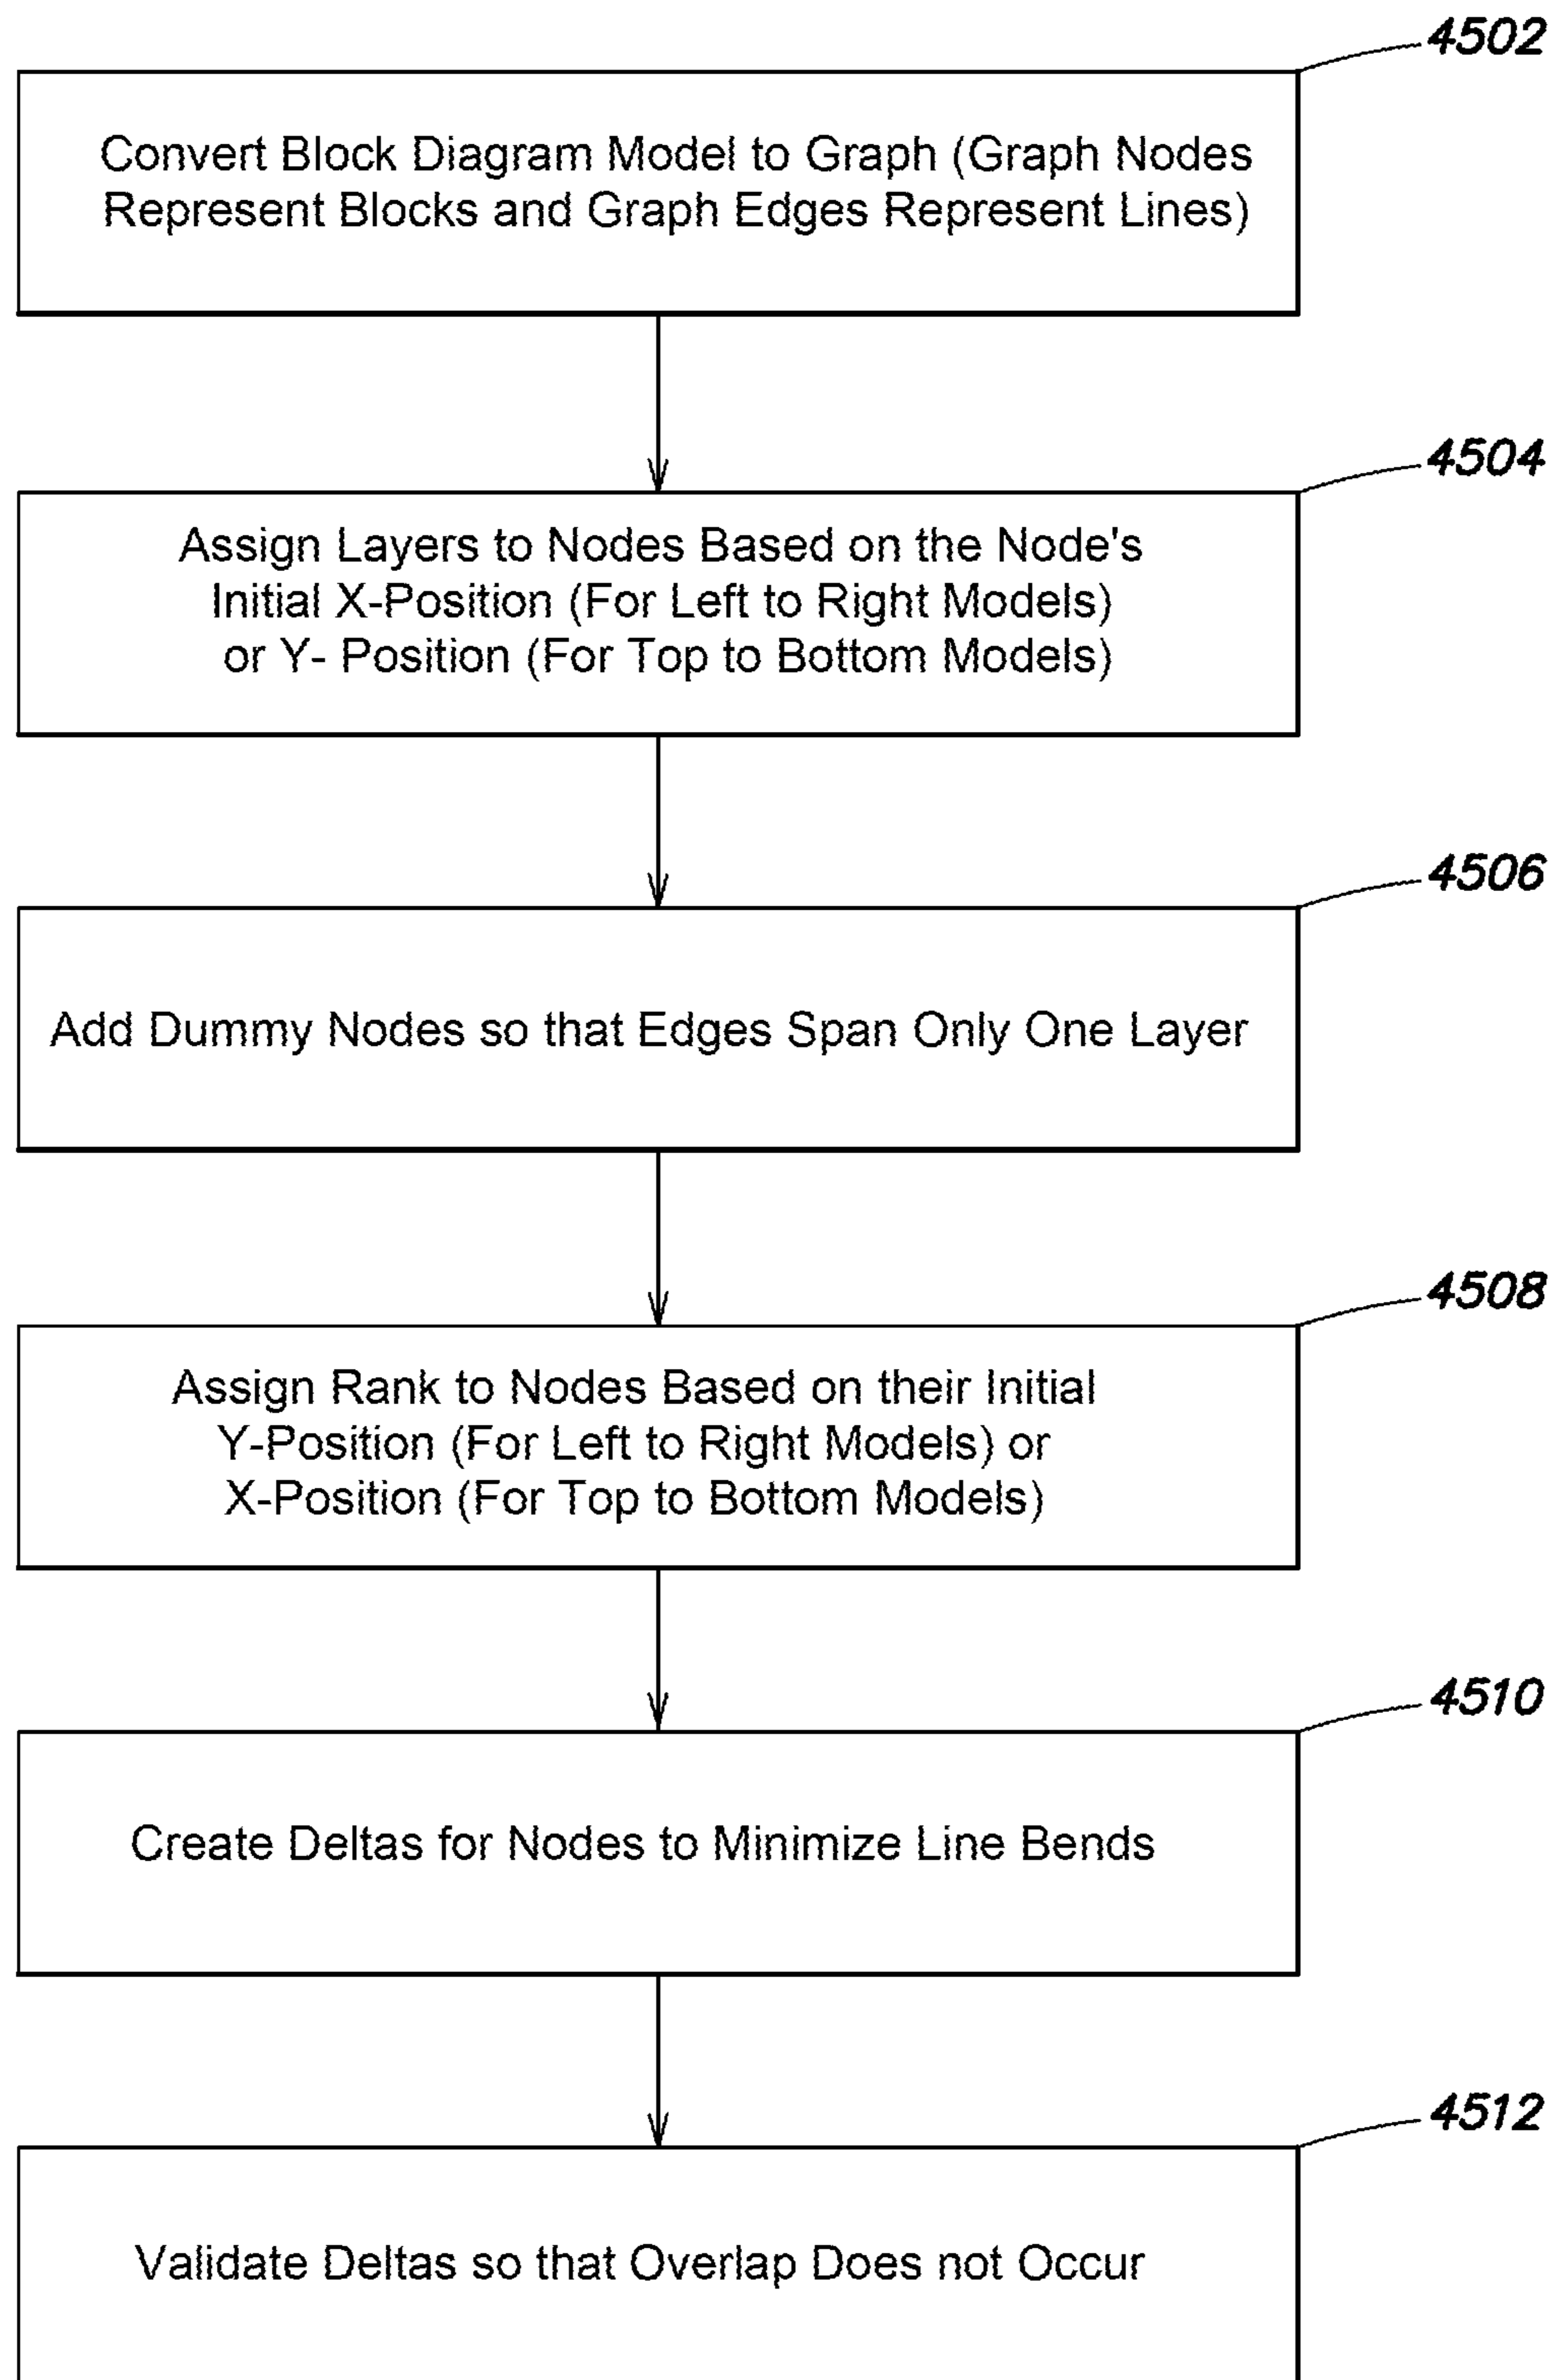 4502
Convert Block Diagram Model to Graph (Graph Nodes
Represent Blocks and Graph Edges Represent Lines)
4504
Assign Layers to Nodes Based on the Node's
Initial X-Position (For Left to Right Models)
or Y- Position (For Top to Bottom Models)
4506
Add Dummy Nodes so that Edges Span Only One Layer
4508
Assign Rank to Nodes Based on their Initial
Y-Position (For Left to Right Models) or
X-Position (For Top to Bottom Models)
4510
Create Deltas for Nodes to Minimize Line Bends
4512
Validate Deltas so that Overlap Does not Occur